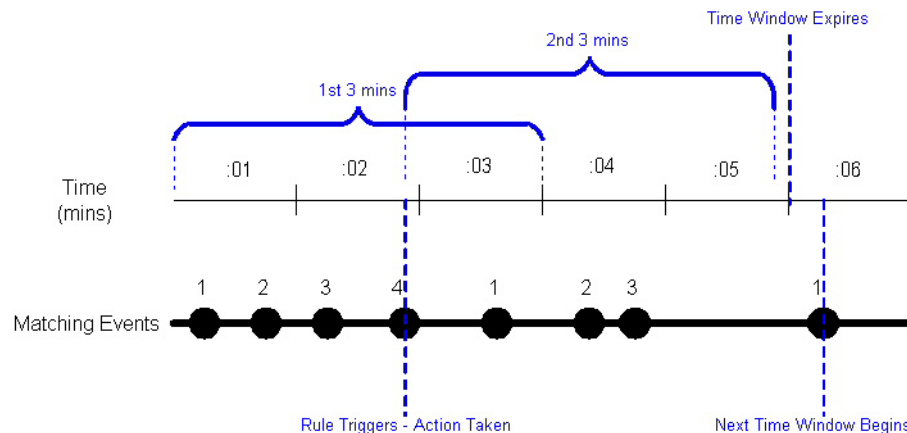 Time Window Expires
2nd 3 mins
1st 3 mins
:01 :02 :03 :04 :05 :06
Time
(mins)
1 2 3 4 1 2 3 1
Matching Events
Rule Triggers - Action Taken
Next Time Window Begins